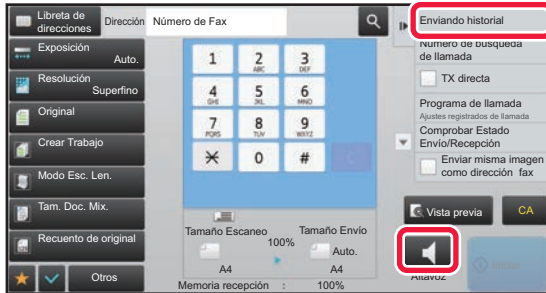 Libreta de
direcciones
Dirección
Número de Fax
Enviando historial
Exposición
Auto.
Resolución
Superfino
Original
Crear Trabajo
Modo Esc. Len.
Tam. Doc. Mix.
Recuento de original
Otros
1
2
ABC
3
DEF
4
GHI
5
JKL
6
MNO
7
PQRS
8
TUV
9
WXYZ
0
#
C
Número de búsqueda
de llamada
TX directa
Programa de llamada
Ajustes registrados de llamada
Comprobar Estado
Envío/Recepción
Enviar misma imagen
como dirección fax
Tamaño Escaneo
Tamaño Envío
100%
Auto.
A4
A4
Memoria recepción : 100%
Vista previa
CA
Altavoz